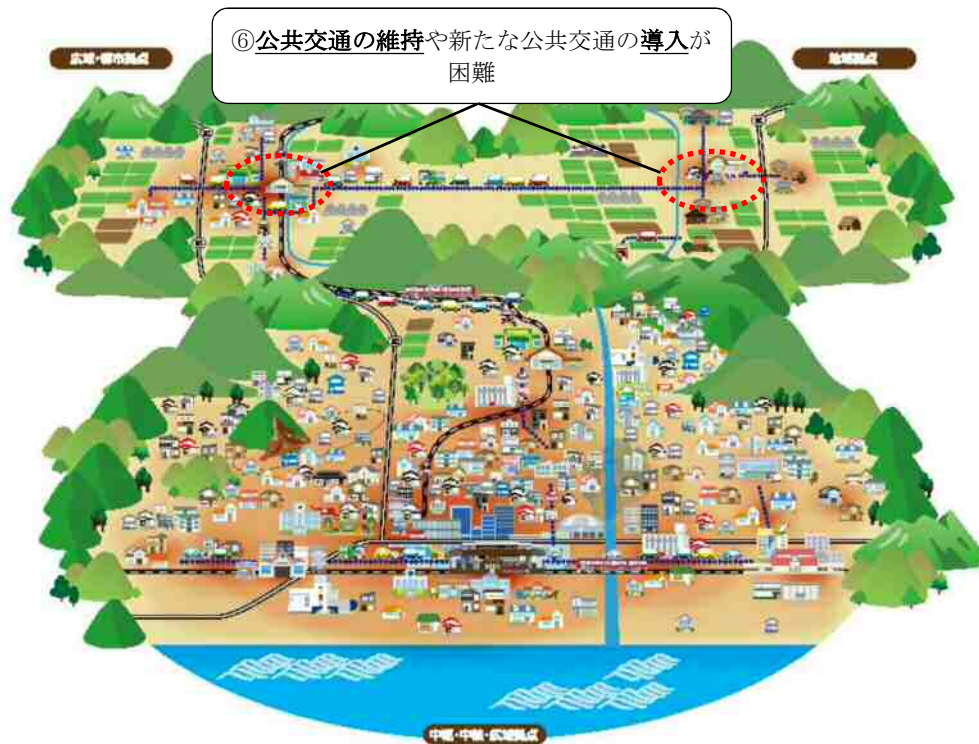 ⑥公共交通の維持や新たな公共交通の導入が
困難
広域・都市拠点
地域拠点
中枢・中核・広域拠点